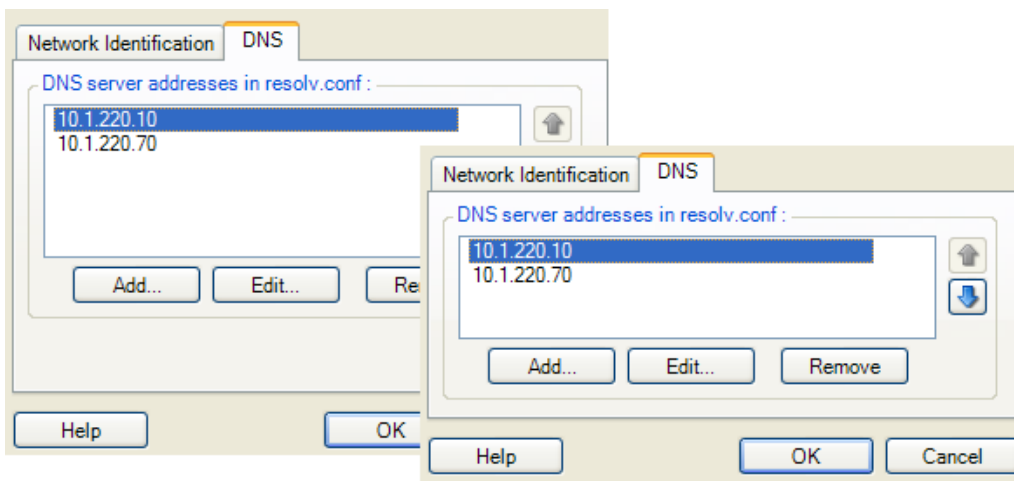 Network Identification DNS
DNS server addresses in resolv.conf :
10.1.220.10
10.1.220.70
Add... Edit... Re
Help OK
Network Identification DNS
DNS server addresses in resolv.conf :
10.1.220.10
10.1.220.70
Add... Edit... Remove
Help OK Cancel